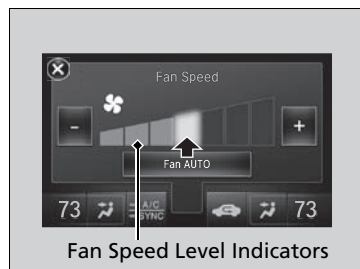 Fan Speed
-
+
Fan AUTO
73
A/C
SYNC
73
Fan Speed Level Indicators